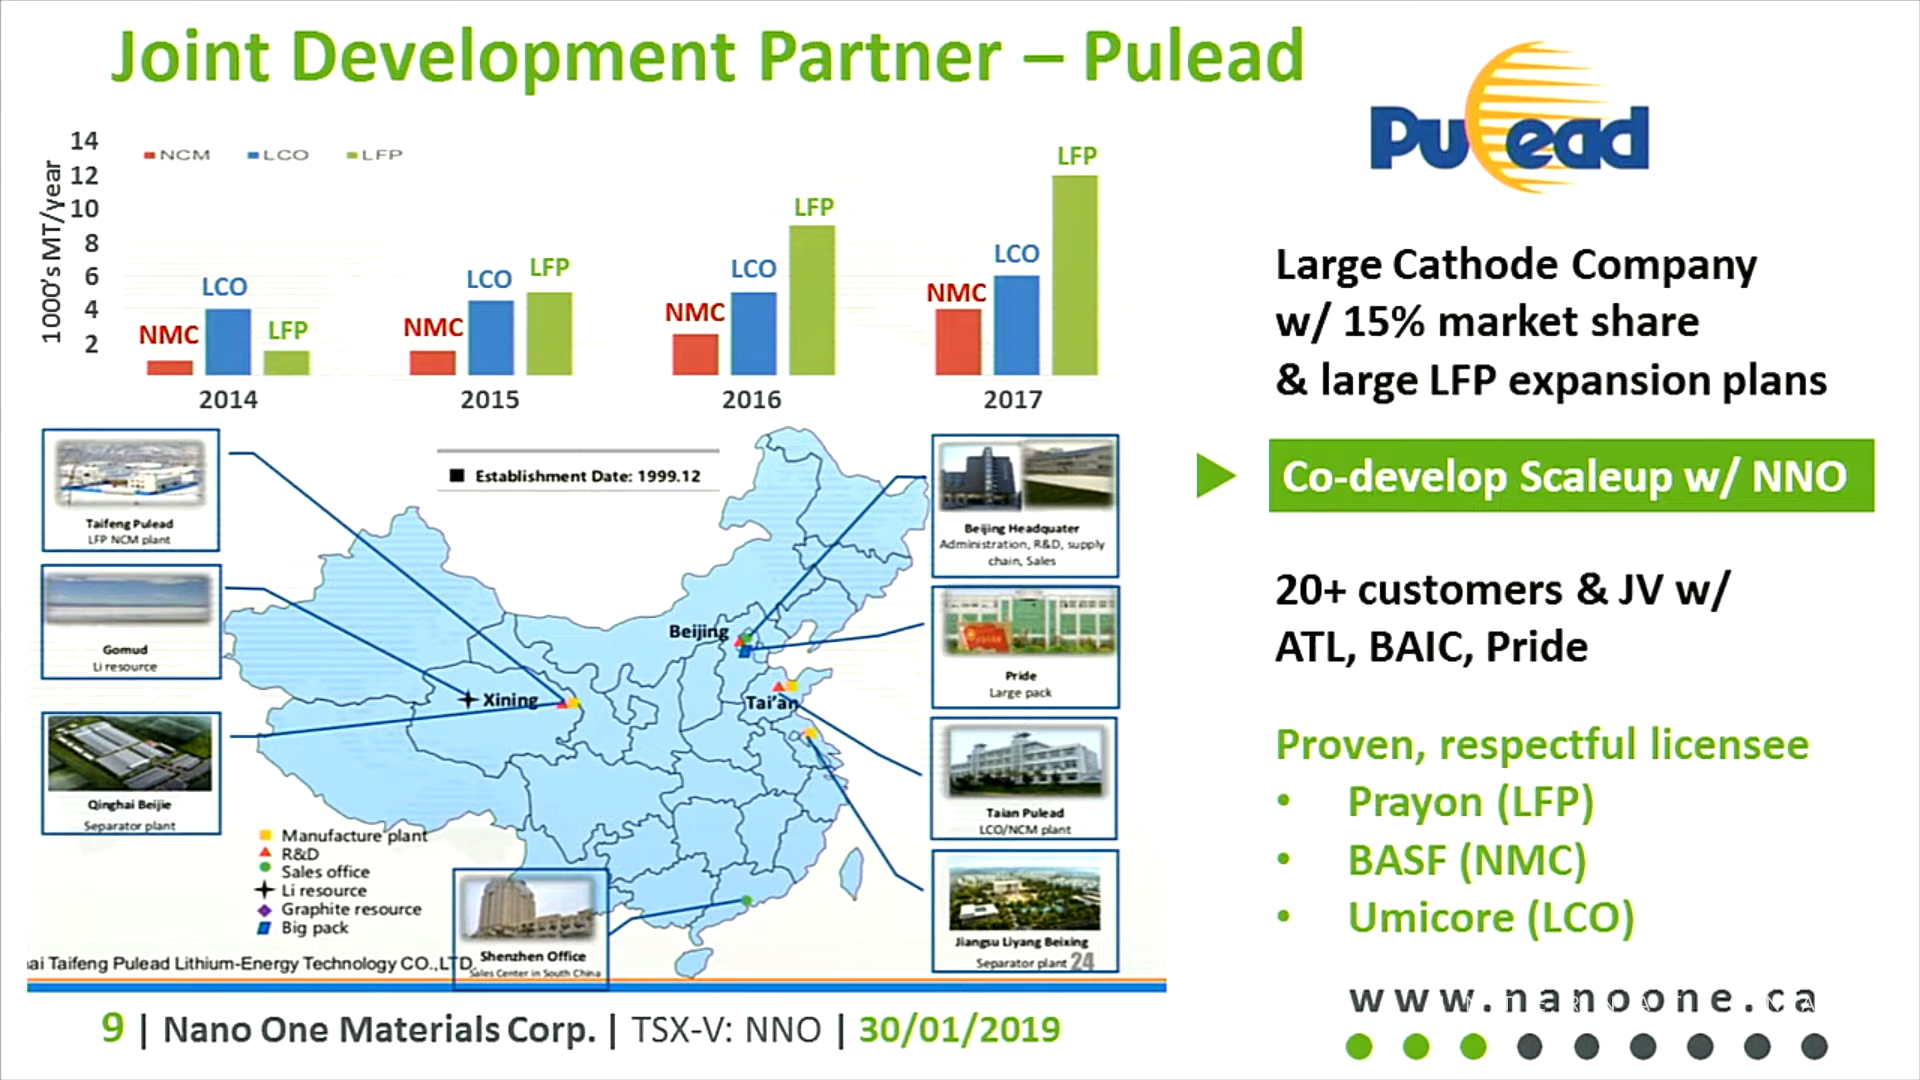 Joint Development Partner – Pulead
Pulead
1000's MT/year
14
12
10
8
6
4
2
NCM LCO LFP
NMC LCO LFP
NMC LCO LFP
NMC LCO LFP
NMC LCO LFP
2014 2015 2016 2017
Large Cathode Company
w/ 15% market share
& large LFP expansion plans
Co-develop Scaleup w/ NNO
20+ customers & JV w/
ATL, BAIC, Pride
Proven, respectful licensee
• Prayon (LFP)
• BASF (NMC)
• Umicore (LCO)
Establishment Date: 1999.12
Taifeng Pulead
LFP NCM plant
Gomud
Li resource
Qinghai Beijie
Separator plant
Beijing
Xining
Tai'an
Beijing Headquater
Administration, R&D, supply
chain, Sales
Pride
Large pack
Taian Pulead
LCO/NCM plant
Jiangsu Liyang Beixing
Separator plant 24
Manufacture plant
R&D
Sales office
Li resource
Graphite resource
Big pack
Shenzhen Office
Sales Center in South China
ai Taifeng Pulead Lithium-Energy Technology CO.,LTD
www.nanoone.ca
9 | Nano One Materials Corp. | TSX-V: NNO | 30/01/2019